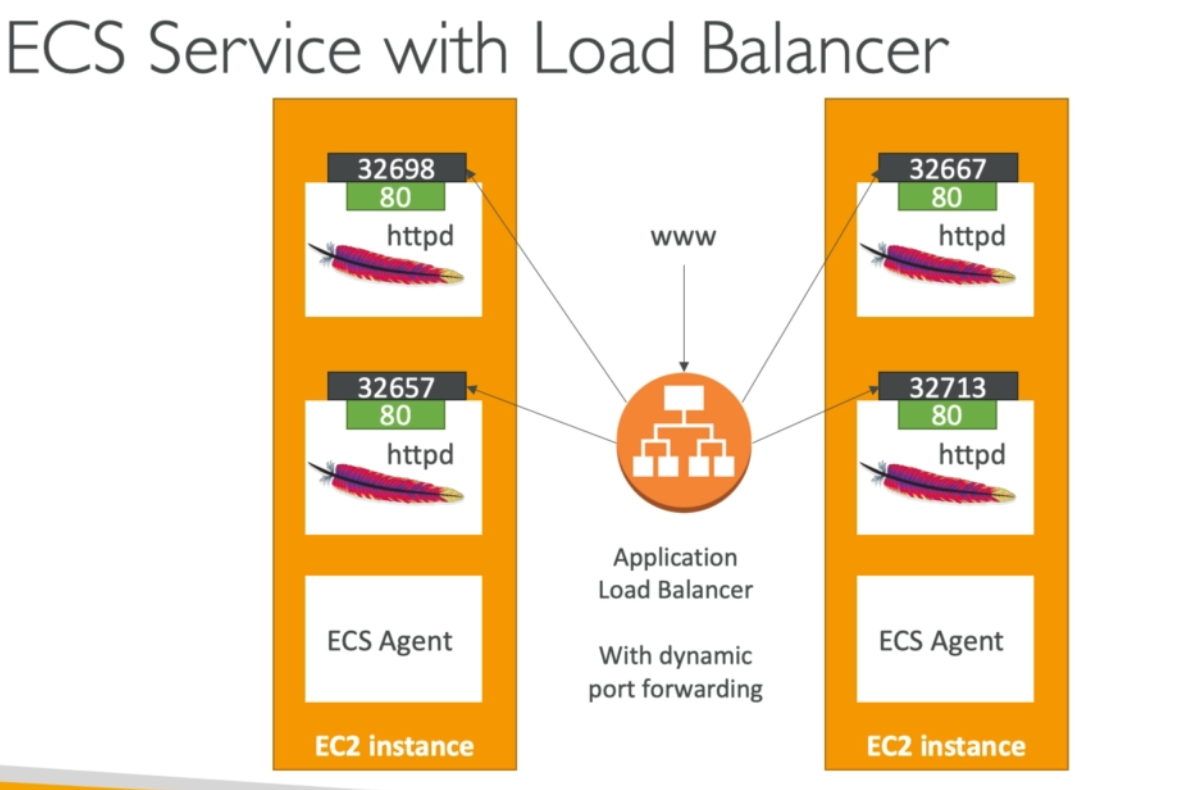 ECS Service with Load Balancer
32698
80
httpd
32657
80
httpd
ECS Agent
EC2 instance
www
Application
Load Balancer
With dynamic
port forwarding
32667
80
httpd
32713
80
httpd
ECS Agent
EC2 instance